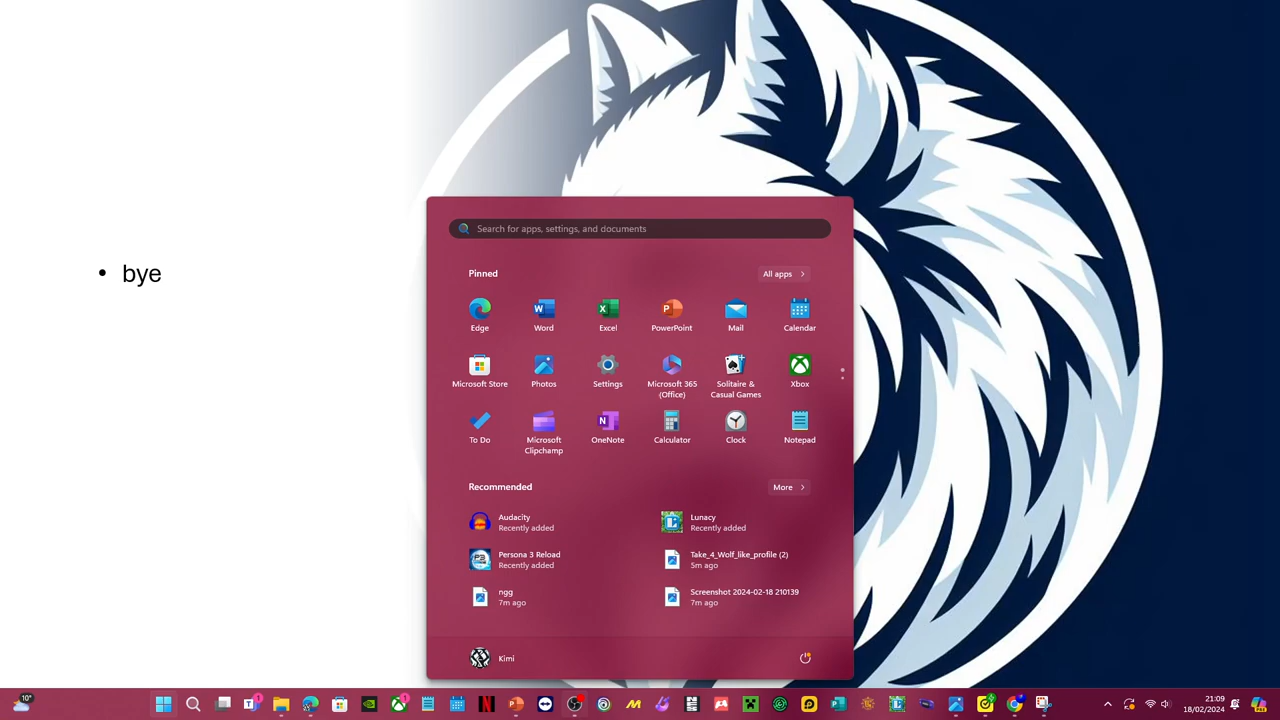 • bye
Search for apps, settings, and documents
Pinned
All apps
Edge
Word
Excel
PowerPoint
Mail
Calendar
Microsoft Store
Photos
Settings
Microsoft 365
(Office)
Solitaire &
Casual Games
Xbox
To Do
Microsoft
Clipchamp
OneNote
Calculator
Clock
Notepad
Recommended
More
Audacity
Recently added
Lunacy
Recently added
Persona 3 Reload
Recently added
Take_4_Wolf_like_profile (2)
5m ago
ngg
7m ago
Screenshot 2024-02-18 210139
7m ago
Kimi
10°
21:09
18/02/2024